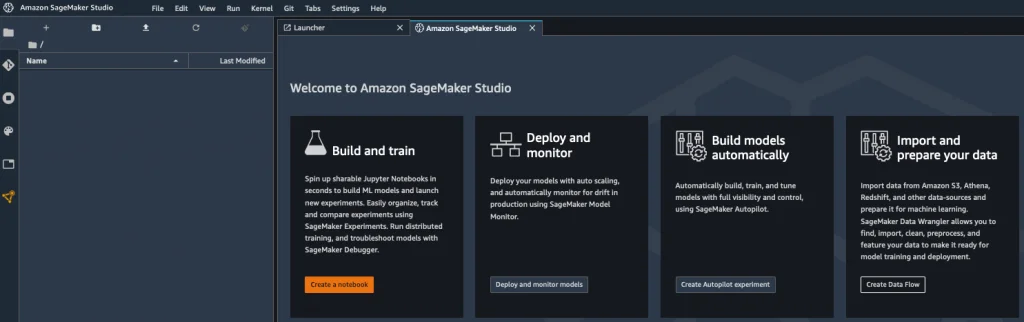 Amazon SageMaker Studio File Edit View Run Kernel Git Tabs Settings Help
Launcher
Amazon SageMaker Studio
/
Name Last Modified
Welcome to Amazon SageMaker Studio
Build and train
Spin up sharable Jupyter Notebooks in
seconds to build ML models and launch
new experiments. Easily organize, track
and compare experiments using
SageMaker Experiments. Run distributed
training, and troubleshoot models with
SageMaker Debugger.
Create a notebook
Deploy and
monitor
Deploy your models with auto scaling,
and automatically monitor for drift in
production using SageMaker Model
Monitor.
Deploy and monitor models
Build models
automatically
Automatically build, train, and tune
models with full visibility and control,
using SageMaker Autopilot.
Create Autopilot experiment
Import and
prepare your data
Import data from Amazon S3, Athena,
Redshift, and other data-sources and
prepare it for machine learning.
SageMaker Data Wrangler allows you to
find, import, clean, preprocess, and
feature your data to make it ready for
model training and deployment.
Create Data Flow